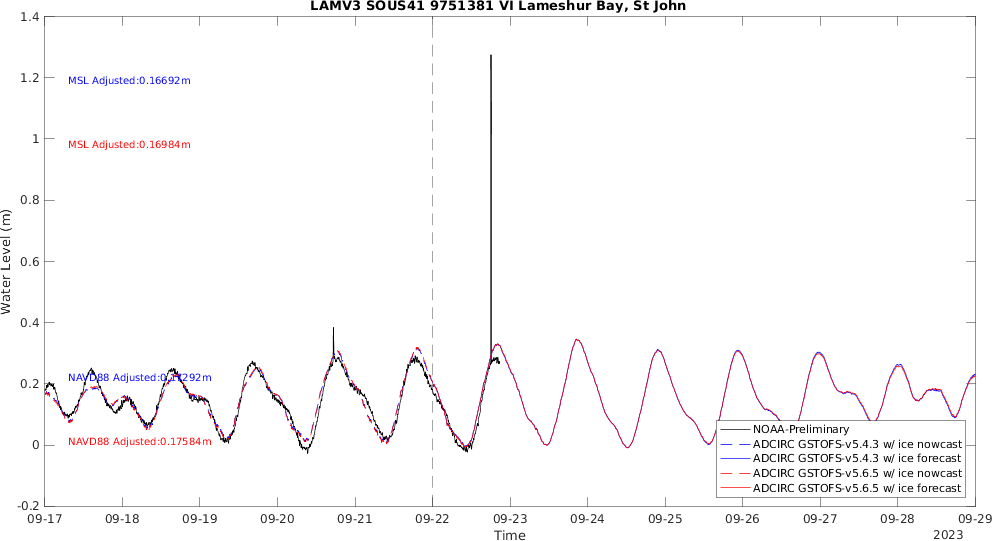 LAMV3 SOUS41 9751381 VI Lameshur Bay, St John
1.4
1.2
1
0.8
0.6
0.4
0.2
0
-0.2
Water Level (m)
MSL Adjusted:0.16692m
MSL Adjusted:0.16984m
NAVD88 Adjusted:0.17292m
NAVD88 Adjusted:0.17584m
NOAA-Preliminary
ADCIRC GSTOFS-v5.4.3 w/ ice nowcast
ADCIRC GSTOFS-v5.4.3 w/ ice forecast
ADCIRC GSTOFS-v5.6.5 w/ ice nowcast
ADCIRC GSTOFS-v5.6.5 w/ ice forecast
09-17 09-18 09-19 09-20 09-21 09-22 09-23 09-24 09-25 09-26 09-27 09-28 09-29
Time
2023